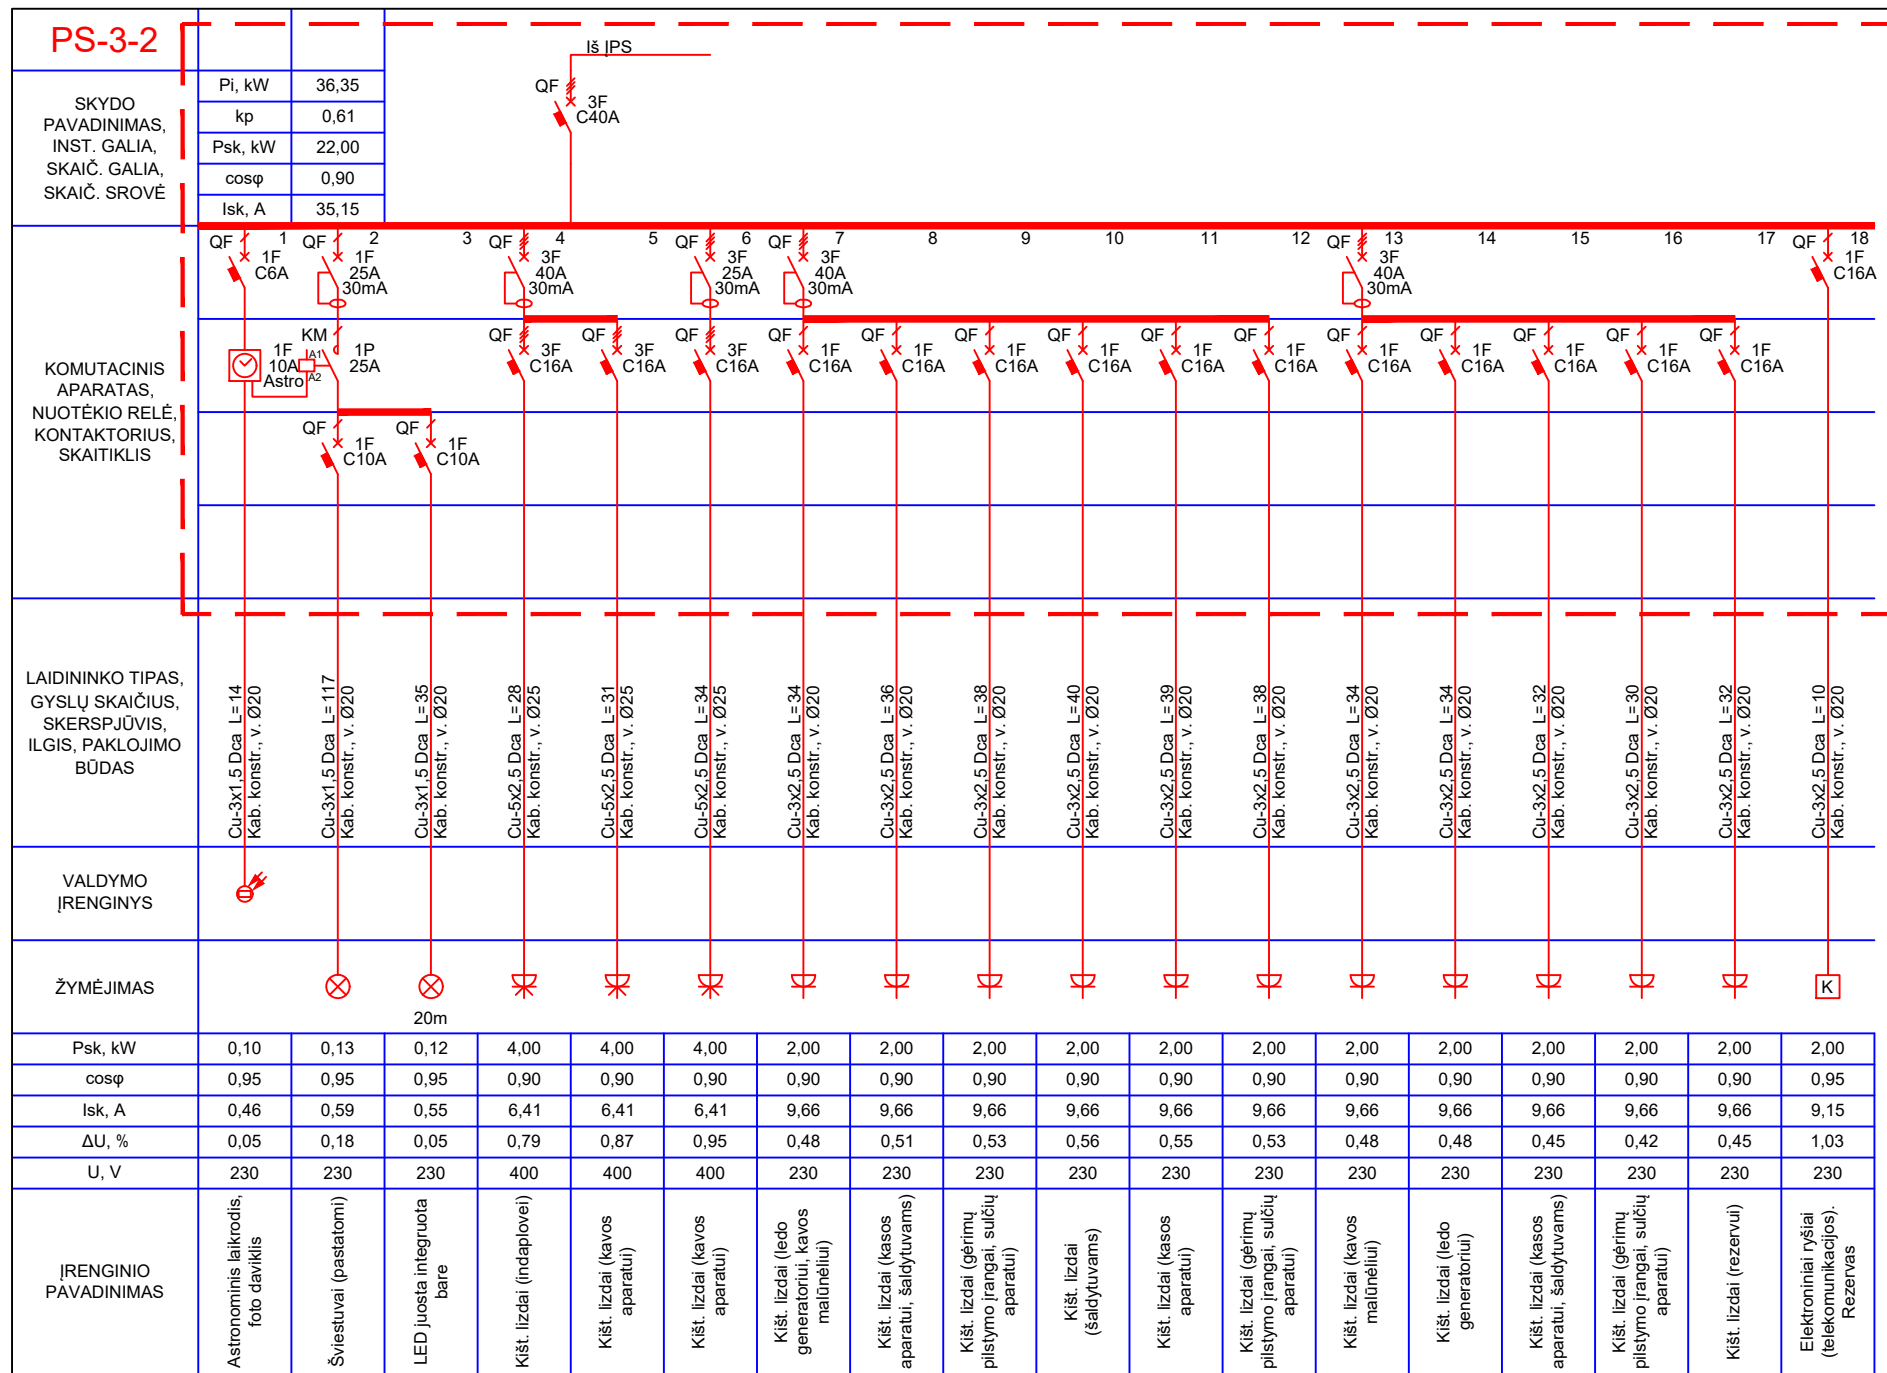 PS-3-2
Iš ĮPS
SKYDO
PAVADINIMAS,
INST. GALIA,
SKAIČ. GALIA,
SKAIČ. SROVĖ
Pi, kW 36,35
kp 0,61
Psk, kW 22,00
cosφ 0,90
Isk, A 35,15
QF
3F
C40A
1 2 3 4 5 6 7 8 9 10 11 12 13 14 15 16 17 18
QF QF QF QF QF QF QF
1F 1F 3F 3F 3F 3F 1F
C6A 25A 40A 25A 40A 40A C16A
30mA 30mA 30mA 30mA 30mA
KOMUTACINIS
APARATAS,
NUOTĖKIO RELĖ,
KONTAKTORIUS,
SKAITIKLIS
KM QF QF QF QF QF QF QF QF QF QF QF QF QF QF
1F A1 1P 3F 3F 3F 1F 1F 1F 1F 1F 1F 1F 1F 1F 1F 1F
10A 25A C16A C16A C16A C16A C16A C16A C16A C16A C16A C16A C16A C16A C16A C16A
Astro A2
QF QF
1F 1F
C10A C10A
LAIDININKO TIPAS,
GYSLŲ SKAIČIUS,
SKERSPJŪVIS,
ILGIS, PAKLOJIMO
BŪDAS
Cu-3x1,5 Dca L= 14
Kab. konstr., v. Ø20
Cu-3x1,5 Dca L= 117
Kab. konstr., v. Ø20
Cu-3x1,5 Dca L= 35
Kab. konstr., v. Ø20
Cu-5x2,5 Dca L= 28
Kab. konstr., v. Ø25
Cu-5x2,5 Dca L= 31
Kab. konstr., v. Ø25
Cu-5x2,5 Dca L= 34
Kab. konstr., v. Ø25
Cu-3x2,5 Dca L= 34
Kab. konstr., v. Ø20
Cu-3x2,5 Dca L= 36
Kab. konstr., v. Ø20
Cu-3x2,5 Dca L= 38
Kab. konstr., v. Ø20
Cu-3x2,5 Dca L= 40
Kab. konstr., v. Ø20
Cu-3x2,5 Dca L= 39
Kab. konstr., v. Ø20
Cu-3x2,5 Dca L= 38
Kab. konstr., v. Ø20
Cu-3x2,5 Dca L= 34
Kab. konstr., v. Ø20
Cu-3x2,5 Dca L= 34
Kab. konstr., v. Ø20
Cu-3x2,5 Dca L= 32
Kab. konstr., v. Ø20
Cu-3x2,5 Dca L= 30
Kab. konstr., v. Ø20
Cu-3x2,5 Dca L= 32
Kab. konstr., v. Ø20
Cu-3x2,5 Dca L= 10
Kab. konstr., v. Ø20
VALDYMO
ĮRENGINYS
ŽYMĖJIMAS
K
20m
Psk, kW 0,10 0,13 0,12 4,00 4,00 4,00 2,00 2,00 2,00 2,00 2,00 2,00 2,00 2,00 2,00 2,00 2,00 2,00
cosφ 0,95 0,95 0,95 0,90 0,90 0,90 0,90 0,90 0,90 0,90 0,90 0,90 0,90 0,90 0,90 0,90 0,90 0,95
Isk, A 0,46 0,59 0,55 6,41 6,41 6,41 9,66 9,66 9,66 9,66 9,66 9,66 9,66 9,66 9,66 9,66 9,66 9,15
ΔU, % 0,05 0,18 0,05 0,79 0,87 0,95 0,48 0,51 0,53 0,56 0,55 0,53 0,48 0,48 0,45 0,42 0,45 1,03
U, V 230 230 230 400 400 400 230 230 230 230 230 230 230 230 230 230 230 230
ĮRENGINIO
PAVADINIMAS
Astronominis laikrodis,
foto daviklis
Šviestuvai (pastatomi)
LED juosta integruota
bare
Kišt. lizdai (indaplovei)
Kišt. lizdai (kavos
aparatui)
Kišt. lizdai (kavos
aparatui)
Kišt. lizdai (ledo
generatoriui, kavos
malūnėliui)
Kišt. lizdai (kasos
aparatui, šaldytuvams)
Kišt. lizdai (gėrimų
pilstymo įrangai, sulčių
aparatui)
Kišt. lizdai
(šaldytuvams)
Kišt. lizdai (kasos
aparatui)
Kišt. lizdai (gėrimų
pilstymo įrangai, sulčių
aparatui)
Kišt. lizdai (kavos
malūnėliui)
Kišt. lizdai (ledo
generatoriui)
Kišt. lizdai (kasos
aparatui, šaldytuvams)
Kišt. lizdai (gėrimų
pilstymo įrangai, sulčių
aparatui)
Kišt. lizdai (rezervui)
Elektroniniai ryšiai
(telekomunikacijos).
Rezervas